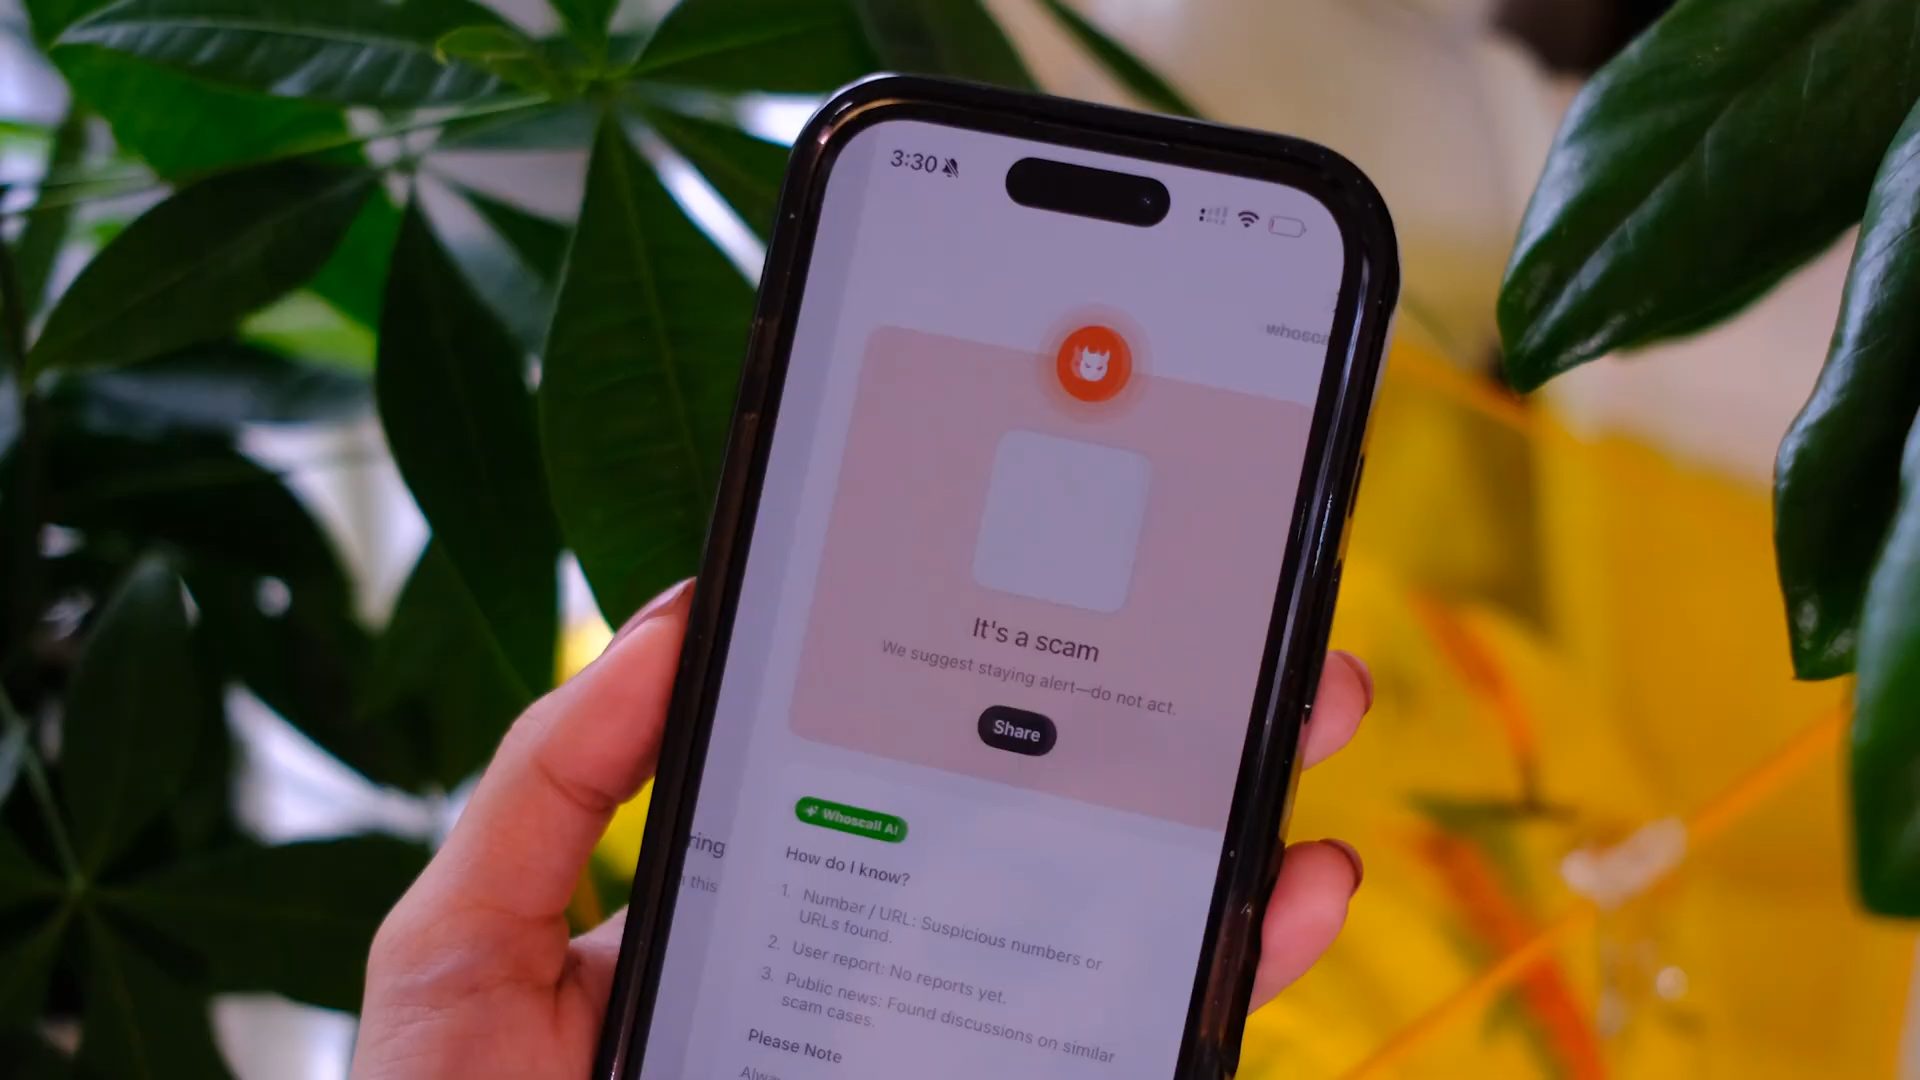 3:30
whosca
It's a scam
We suggest staying alert—do not act.
Share
Whoscall AI
ring
this
How do I know?
1. Number / URL: Suspicious numbers or
URLs found.
2. User report: No reports yet.
3. Public news: Found discussions on similar
scam cases.
Please Note
Alwa